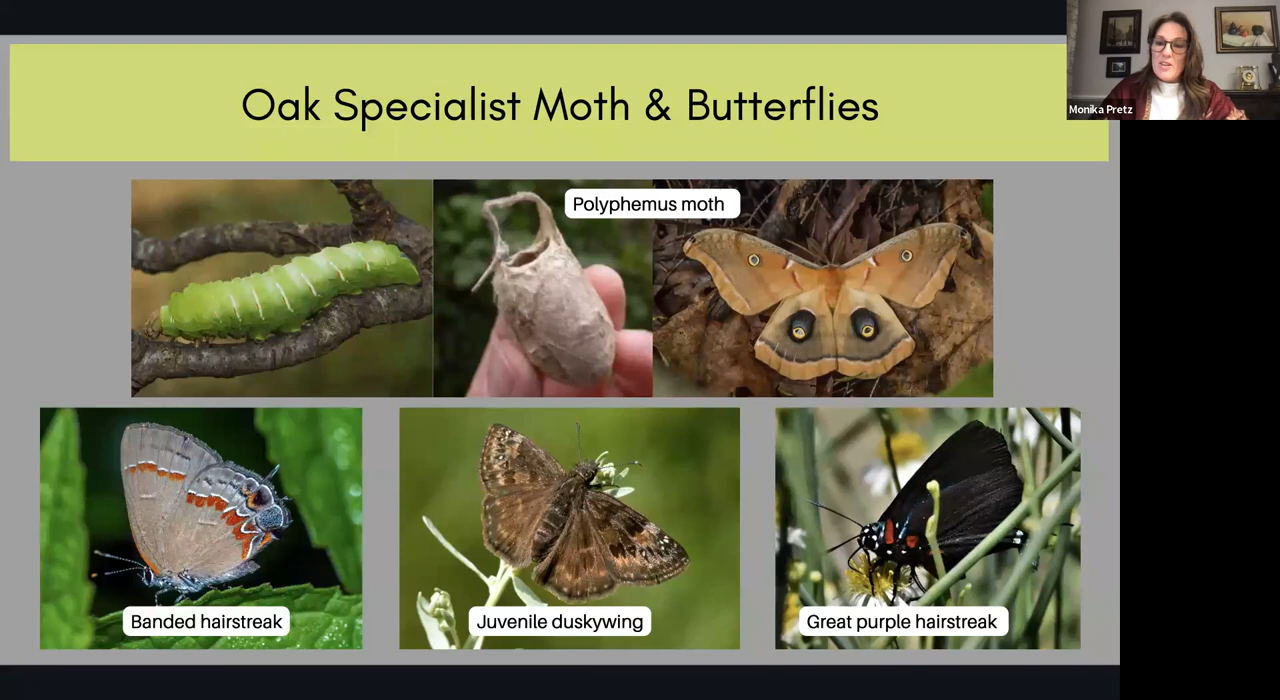 Oak Specialist Moth & Butterflies
Monika Pretz
Polyphemus moth
Banded hairstreak
Juvenile duskywing
Great purple hairstreak